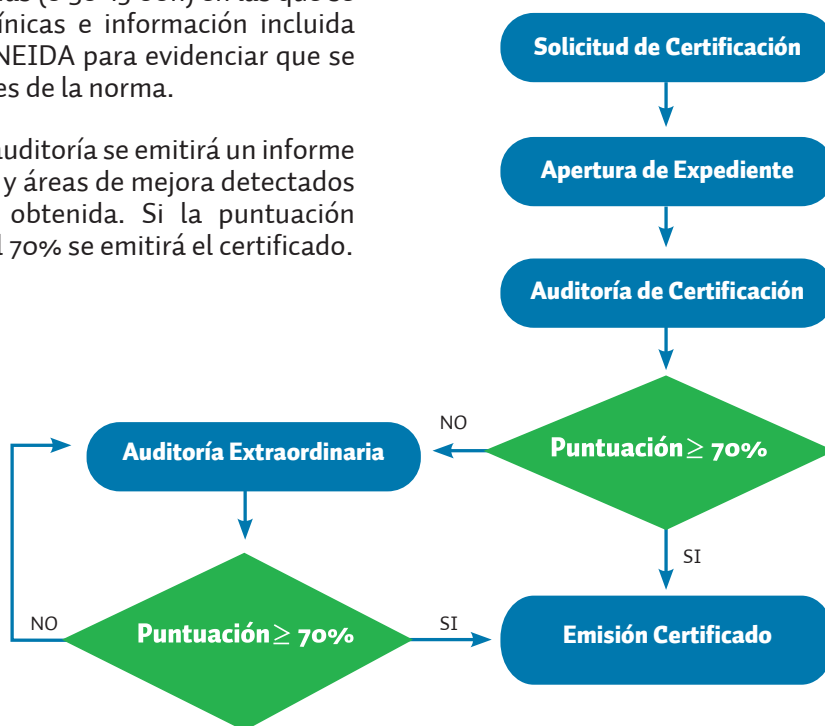 ínicas e información incluida
NEIDA para evidenciar que se
es de la norma.
auditoría se emitirá un informe
y áreas de mejora detectados
obtenida. Si la puntuación
l 70% se emitirá el certificado.
Solicitud de Certificación
Apertura de Expediente
Auditoría de Certificación
Puntuación ≥ 70%
NO
SI
Auditoría Extraordinaria
Puntuación ≥ 70%
NO
SI
Emisión Certificado